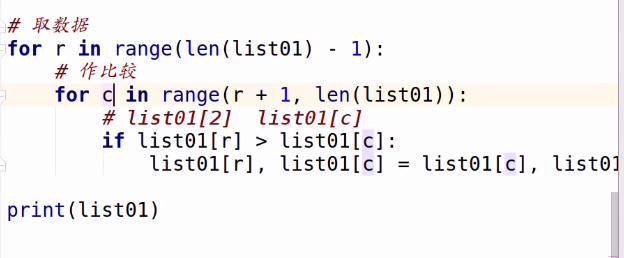 # 取数据
for r in range(len(list01) - 1):
# 作比较
for c in range(r + 1, len(list01)):
# list01[2]  list01[c]
if list01[r] > list01[c]:
list01[r], list01[c] = list01[c], list01
print(list01)